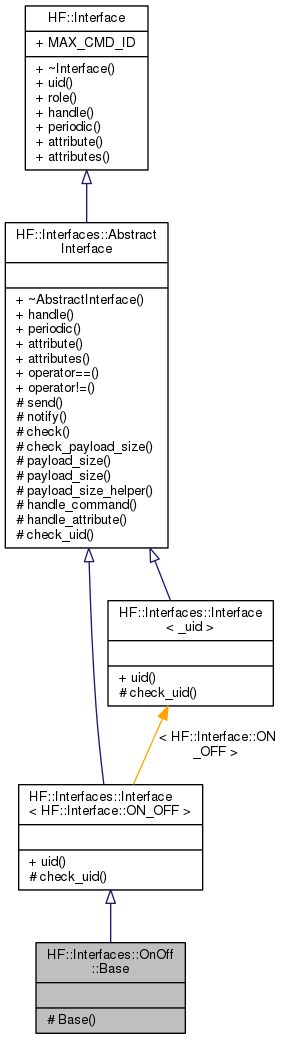 HF::Interface
+ MAX_CMD_ID
+ ~Interface()
+ uid()
+ role()
+ handle()
+ periodic()
+ attribute()
+ attributes()
HF::Interfaces::Abstract
Interface
+ ~AbstractInterface()
+ handle()
+ periodic()
+ attribute()
+ attributes()
+ operator==()
+ operator!=()
# send()
# notify()
# check()
# check_payload_size()
# payload_size()
# payload_size()
# payload_size_helper()
# handle_command()
# handle_attribute()
# check_uid()
HF::Interfaces::Interface
< _uid >
+ uid()
# check_uid()
< HF::Interface::ON
_OFF >
HF::Interfaces::Interface
< HF::Interface::ON_OFF >
+ uid()
# check_uid()
HF::Interfaces::OnOff
::Base
# Base()